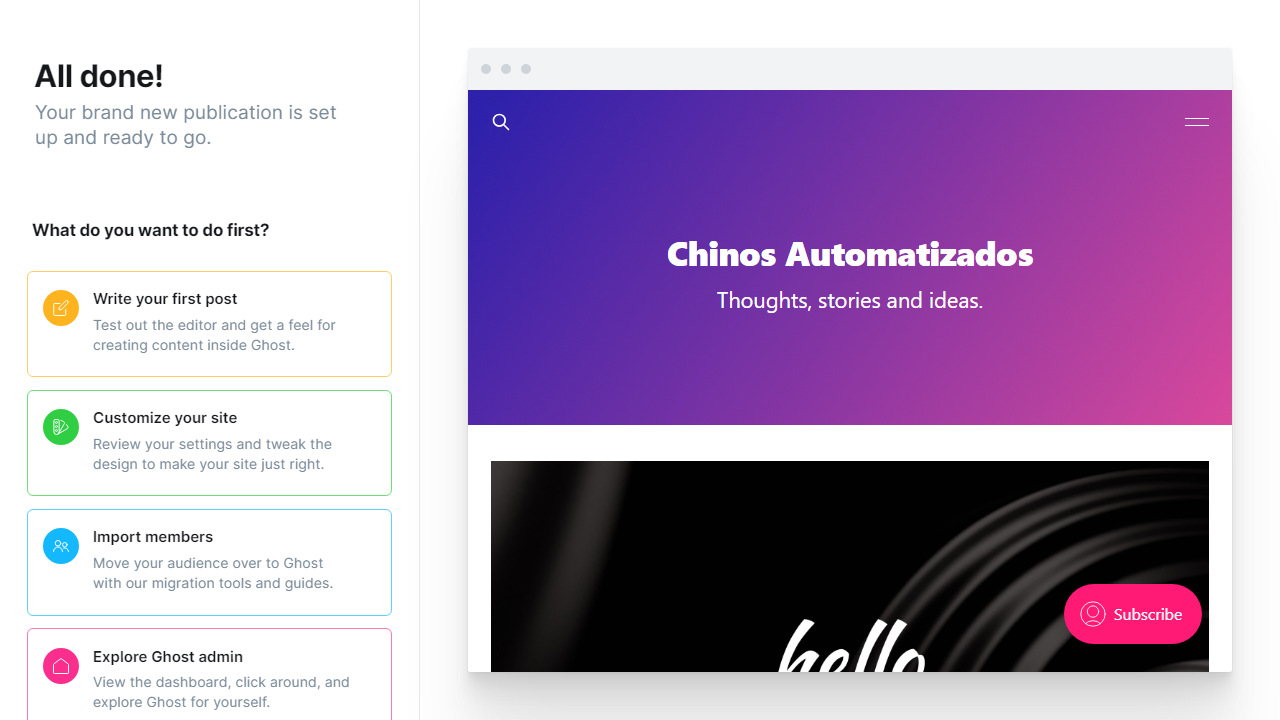 All done!
Your brand new publication is set
up and ready to go.
What do you want to do first?
Write your first post
Test out the editor and get a feel for
creating content inside Ghost.
Customize your site
Review your settings and tweak the
design to make your site just right.
Import members
Move your audience over to Ghost
with our migration tools and guides.
Explore Ghost admin
View the dashboard, click around, and
explore Ghost for yourself.
Chinos Automatizados
Thoughts, stories and ideas.
hello
Subscribe